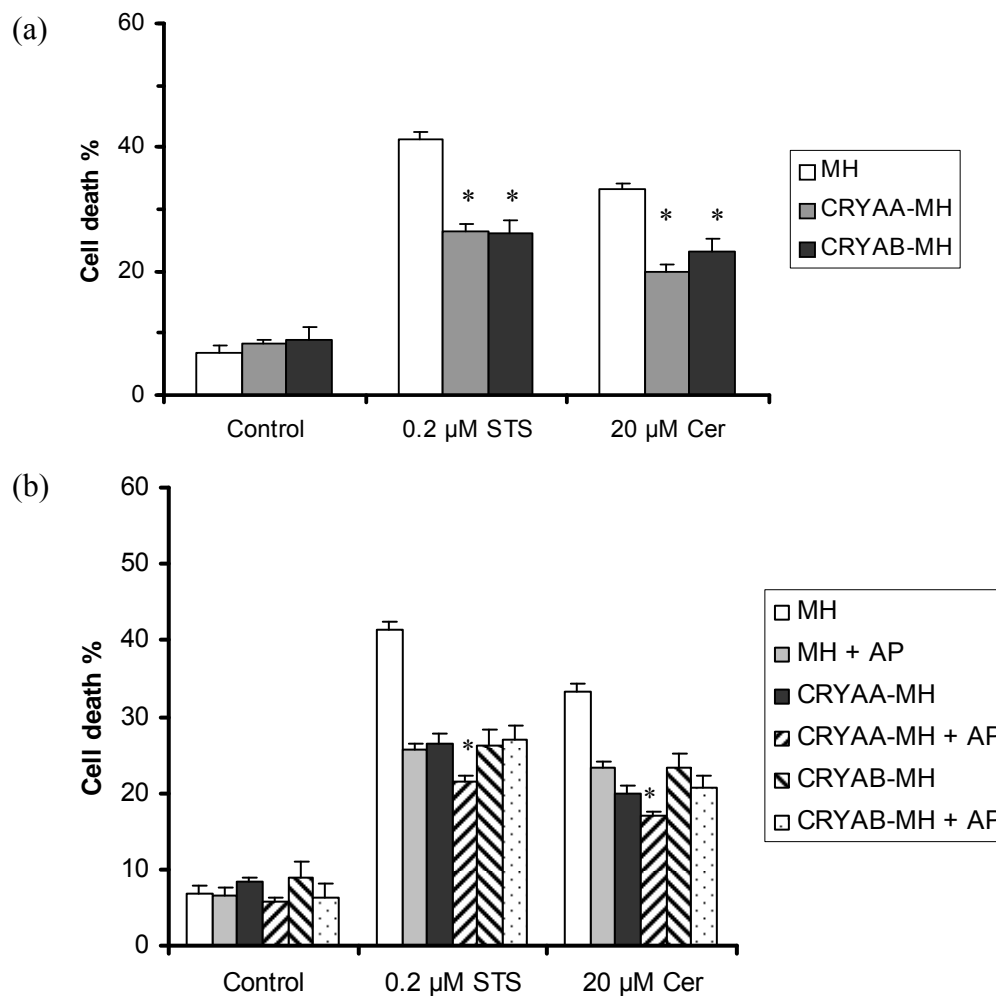 (a)
60
40
20
0
Cell death %
*
*
*
*
Control
0.2 µM STS
20 µM Cer
MH
CRYAA-MH
CRYAB-MH
(b)
60
50
40
30
20
10
0
Cell death %
*
*
Control
0.2 µM STS
20 µM Cer
MH
MH + AP
CRYAA-MH
CRYAA-MH + AP
CRYAB-MH
CRYAB-MH + AP